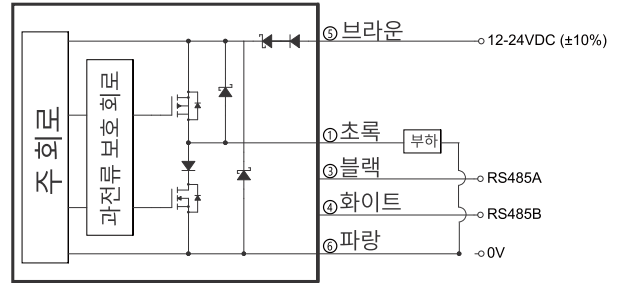 ⑤ 브라운
12-24VDC (±10%)
주 회로
과전류 보호 회로
① 초록
부하
③ 블랙
RS485A
④ 화이트
RS485B
⑥ 파랑
0V